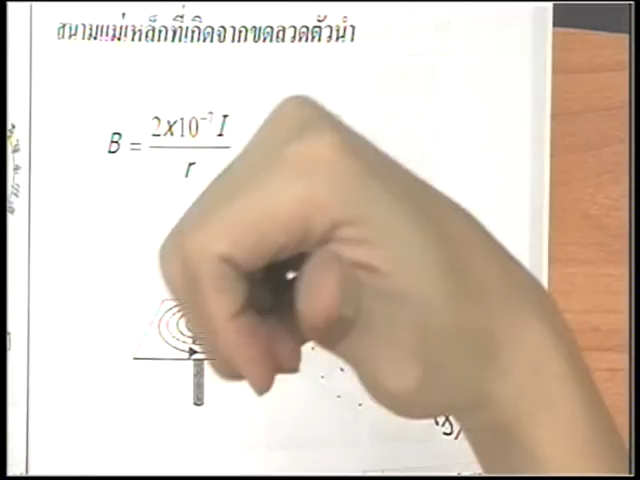 สนามแม่เหล็กที่เกิดจากขดลวดตัวนำ
B = 2x10⁻⁷ I / r